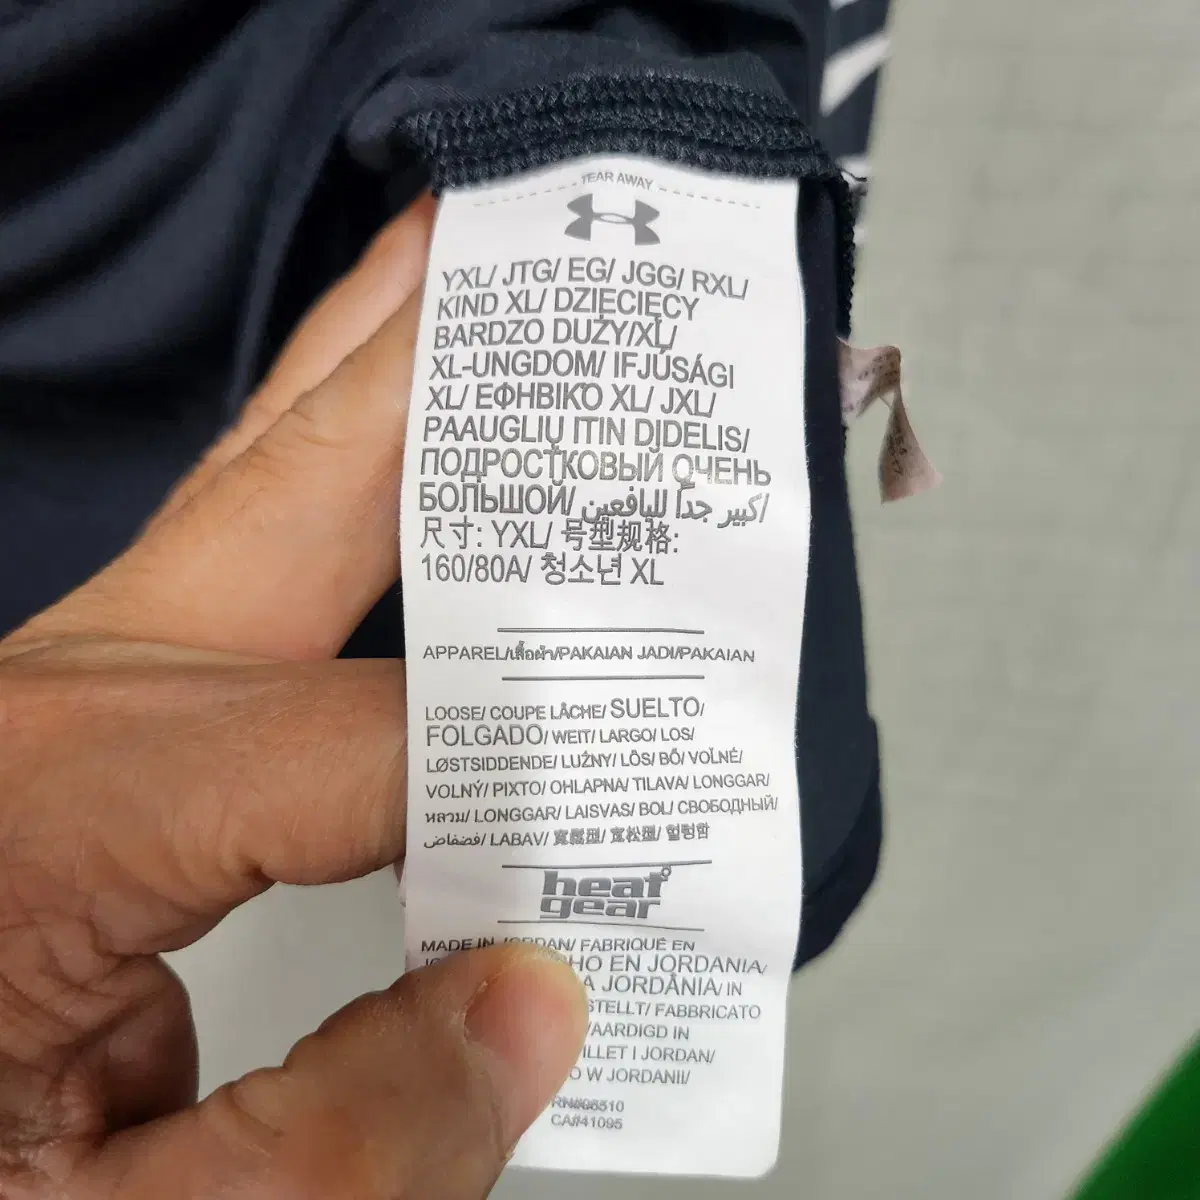 TEAR AWAY
YXL/ JTG/ EG/ JGG/ RXL/
KIND XL/ DZIĘCIĘCY
BARDZO DUŻY/XL/
XL-UNGDOM/ IFJÚSÁGI
XL/ ΕΦΗΒΙΚΌ XL/ JXL/
PAAUGLIŲ ITIN DIDELIS/
ПОДРОСТКОВЫЙ ОЧЕНЬ
БОЛЬШОЙ/ اكبير جداً لليافعين/
尺寸: YXL/ 号型规格:
160/80A/ 청소년 XL
APPAREL/เสื้อผ้า/PAKAIAN JADI/PAKAIAN
LOOSE/ COUPE LÂCHE/ SUELTO/
FOLGADO/ WEIT/ LARGO/ LOS/
LØSTSIDDENDE/ LUŹNY/ LÖS/ BŐ/ VOĽNÉ/
VOLNÝ/ PIXTO/ OHLAPNA/ TILAVA/ LONGGAR/
หลวม/ LONGGAR/ LAISVAS/ BOL/ СВОБОДНЫЙ/
فضفاض/ LABAV/ 寬鬆型/ 宽松型/ 헐렁함
heat gear
MADE IN JORDAN/ FABRIQUÉ EN
HO EN JORDANIA/
A JORDÂNIA/ IN
STELLT/ FABBRICATO
AARDIGD IN
ILLET I JORDAN/
O W JORDANII/
CA#41095